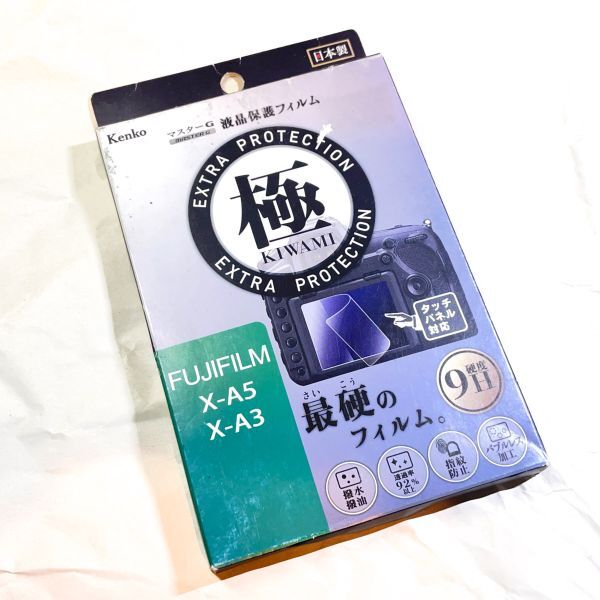 日本製
Kenko
マスターG 液晶保護フィルム
MASTER G
EXTRA PROTECTION
極
KIWAMI
EXTRA PROTECTION
タッチ
パネル
対応
FUJIFILM
X-A5
X-A3
さい こう
最硬の
フィルム。
硬度
9H
撥水
撥油
透過率
92%
以上
指紋
防止
バブルレス
加工